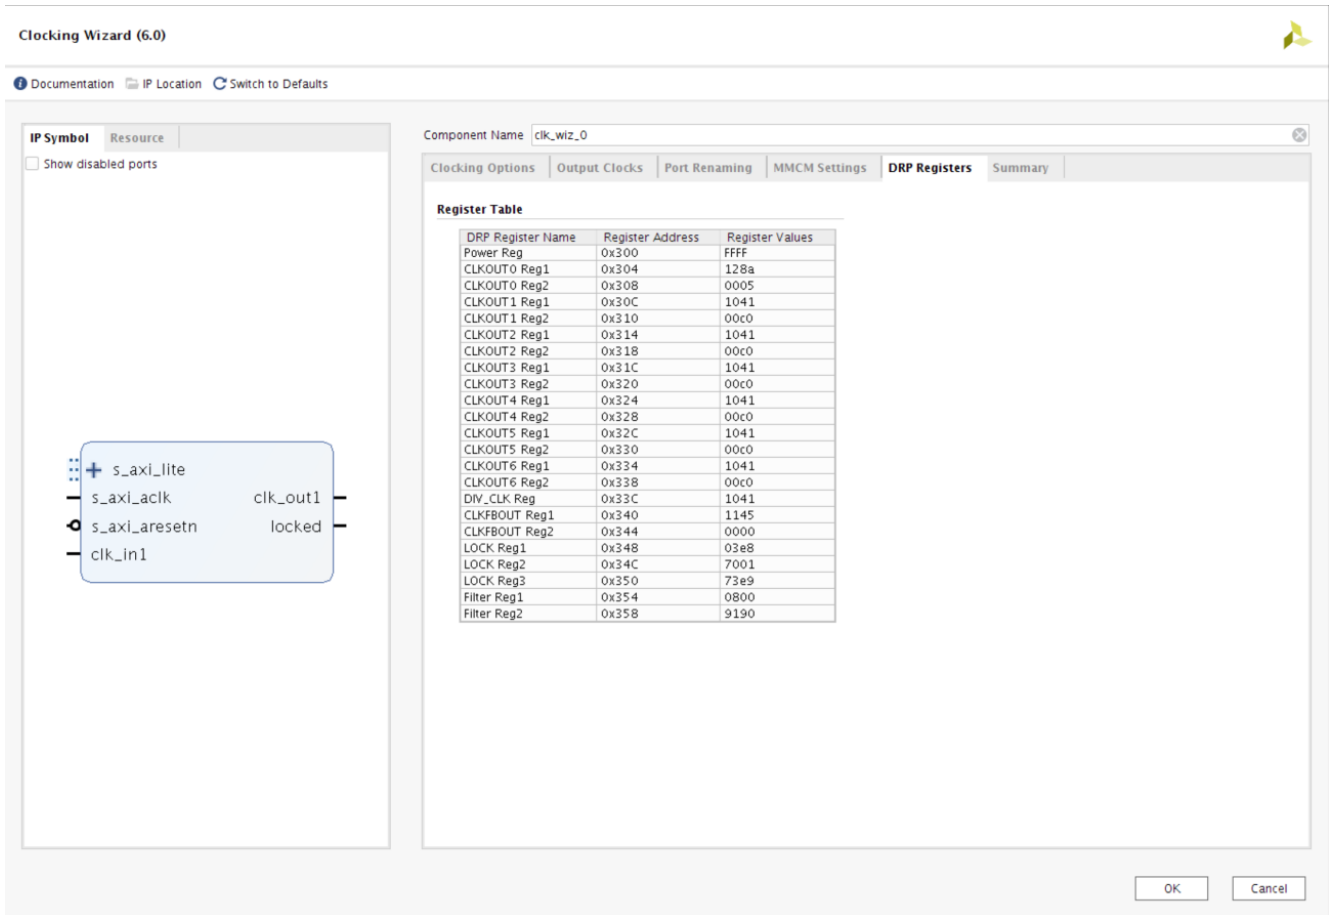 Clocking Wizard (6.0)
Documentation IP Location Switch to Defaults
IP Symbol Resource
Show disabled ports
s_axi_lite
s_axi_aclk clk_out1
s_axi_aresetn locked
clk_in1
Component Name clk_wiz_0
Clocking Options Output Clocks Port Renaming MMCM Settings DRP Registers Summary
Register Table
DRP Register Name Register Address Register Values
Power Reg 0x300 FFFF
CLKOUT0 Reg1 0x304 128a
CLKOUT0 Reg2 0x308 0005
CLKOUT1 Reg1 0x30C 1041
CLKOUT1 Reg2 0x310 00c0
CLKOUT2 Reg1 0x314 1041
CLKOUT2 Reg2 0x318 00c0
CLKOUT3 Reg1 0x31C 1041
CLKOUT3 Reg2 0x320 00c0
CLKOUT4 Reg1 0x324 1041
CLKOUT4 Reg2 0x328 00c0
CLKOUT5 Reg1 0x32C 1041
CLKOUT5 Reg2 0x330 00c0
CLKOUT6 Reg1 0x334 1041
CLKOUT6 Reg2 0x338 00c0
DIV_CLK Reg 0x33C 1041
CLKFBOUT Reg1 0x340 1145
CLKFBOUT Reg2 0x344 0000
LOCK Reg1 0x348 03e8
LOCK Reg2 0x34C 7001
LOCK Reg3 0x350 73e9
Filter Reg1 0x354 0800
Filter Reg2 0x358 9190
OK Cancel